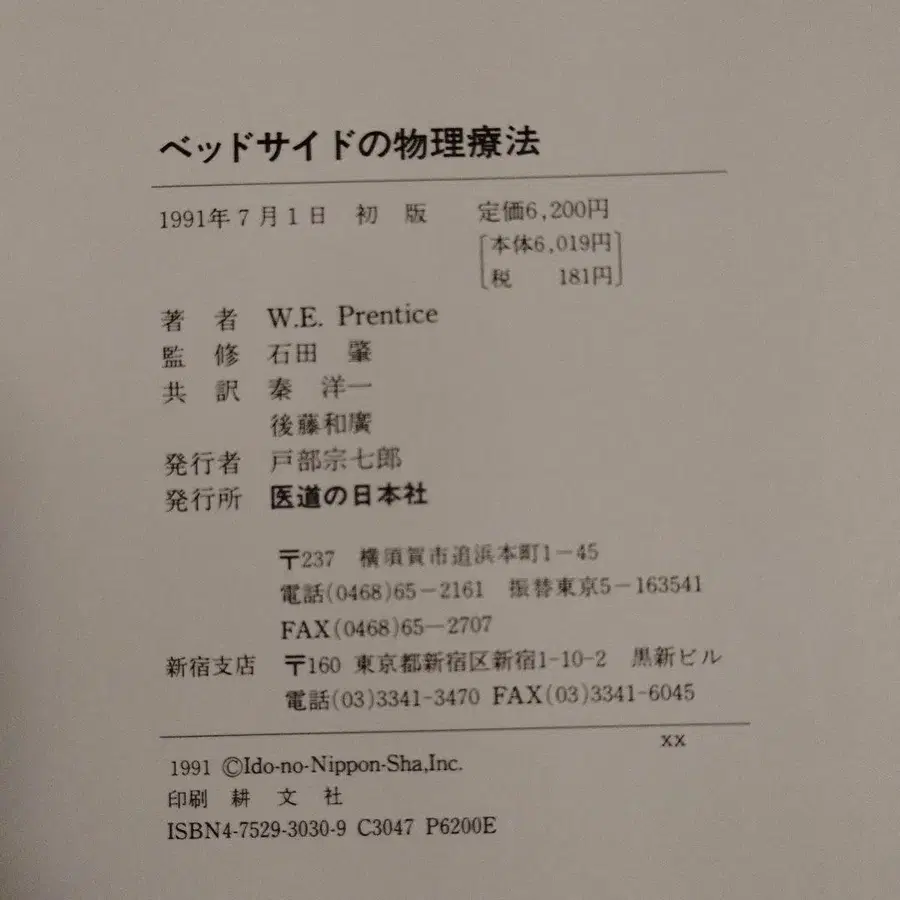 ベッドサイドの物理療法
1991年7月1日 初 版 定価6,200円
[本体6,019円
税 181円]
著 者 W.E. Prentice
監 修 石田 肇
共 訳 秦 洋一
後藤和廣
発行者 戸部宗七郎
発行所 医道の日本社
〒237 横須賀市追浜本町1-45
電話(0468)65-2161 振替東京5-163541
FAX(0468)65-2707
新宿支店 〒160 東京都新宿区新宿1-10-2 黒新ビル
電話(03)3341-3470 FAX(03)3341-6045
xx
1991 ©Ido-no-Nippon-Sha,Inc.
印刷 耕 文 社
ISBN4-7529-3030-9 C3047 P6200E